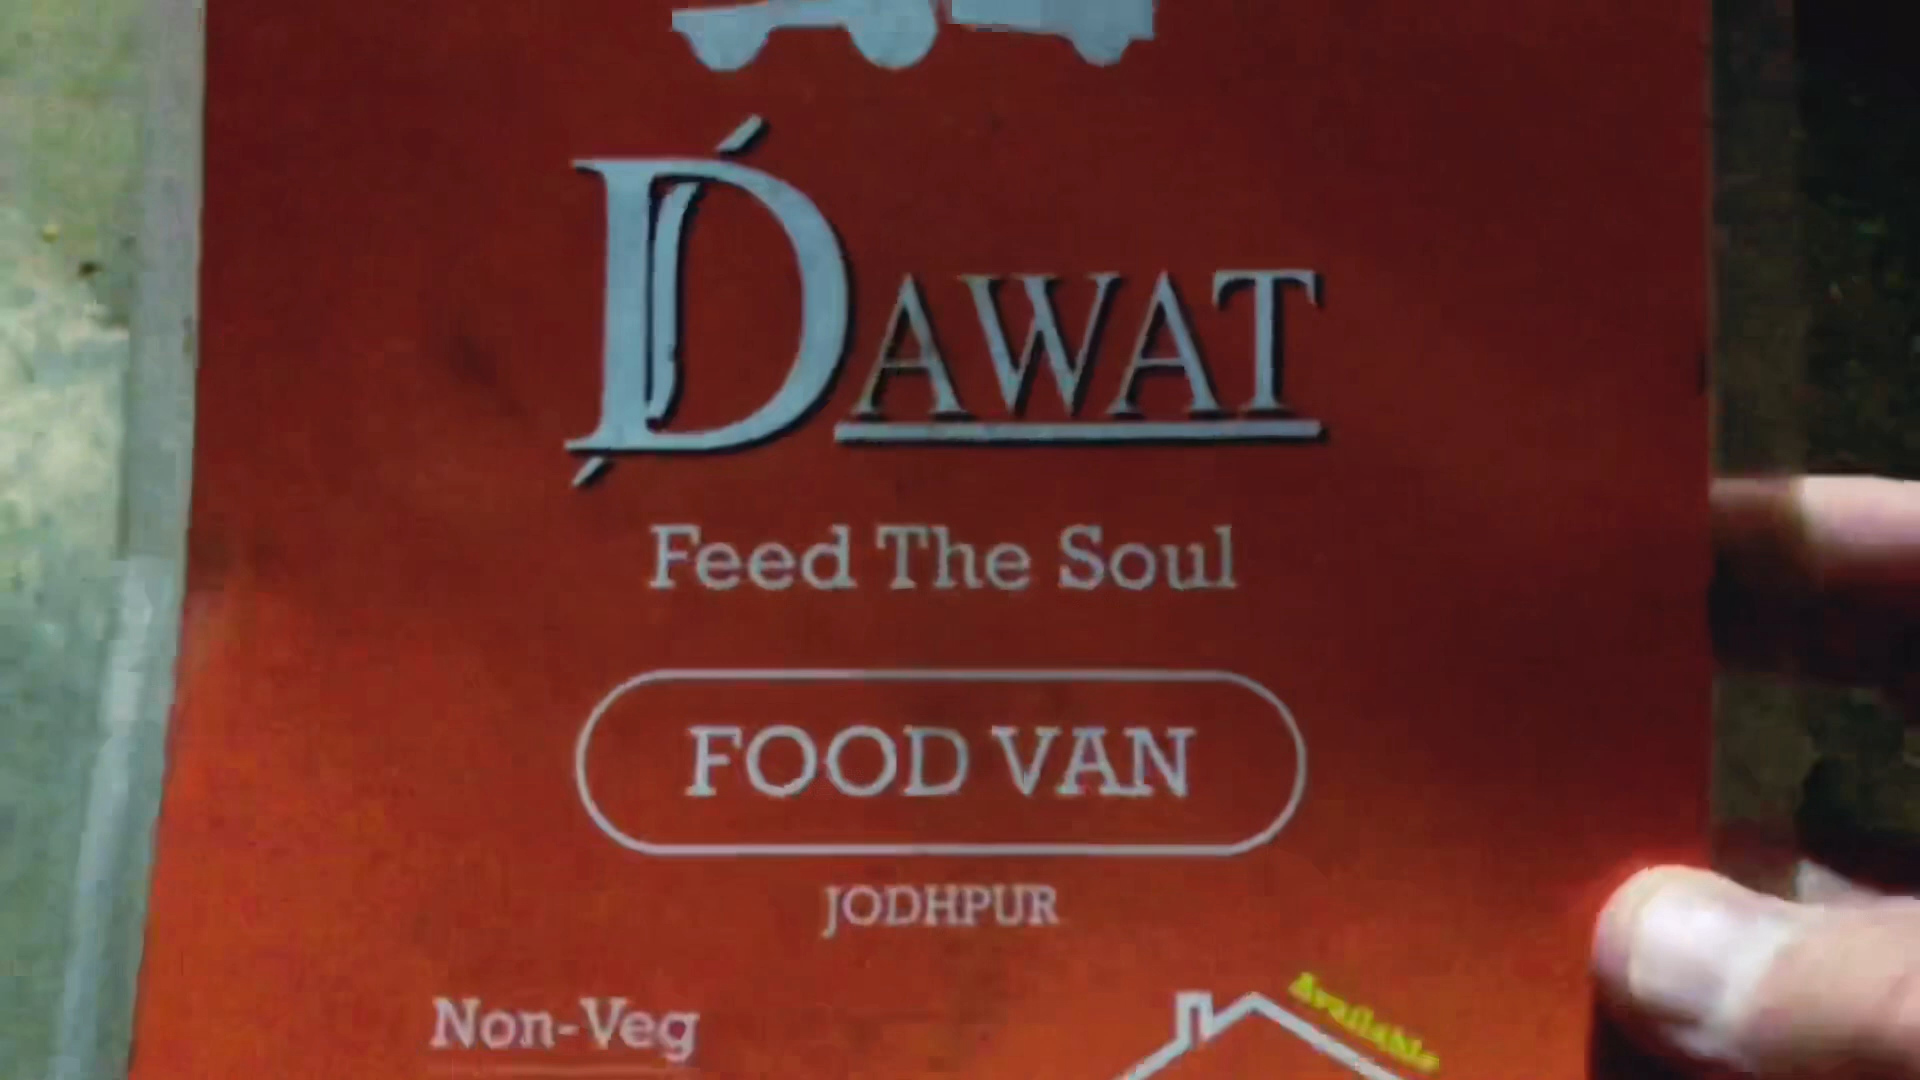 DAWAT
Feed The Soul
FOOD VAN
JODHPUR
Available
Non-Veg